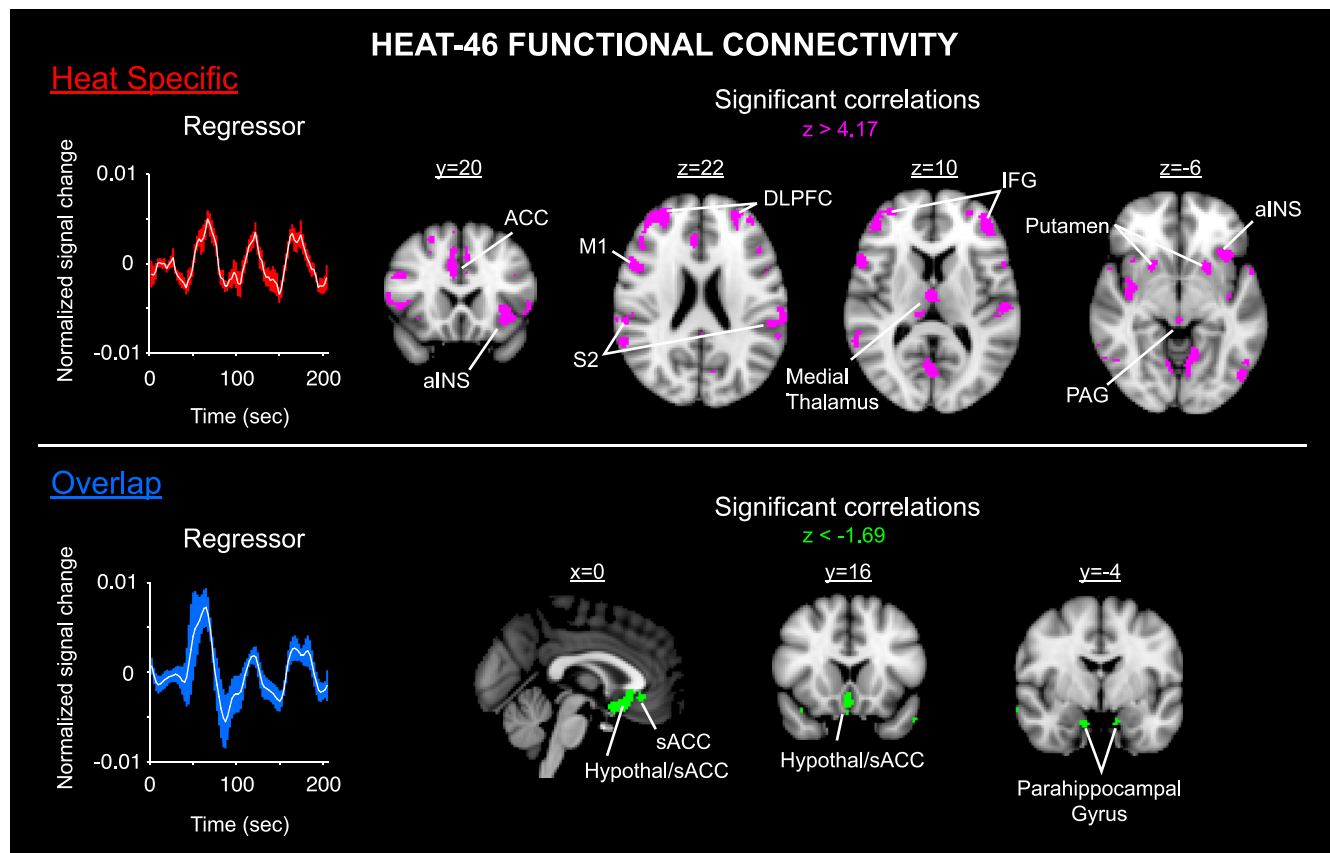 HEAT-46 FUNCTIONAL CONNECTIVITY
Heat Specific
Regressor
Normalized signal change
0.01
0
-0.01
0 100 200
Time (sec)
Significant correlations
z > 4.17
y=20
z=22
z=10
z=-6
ACC
aINS
DLPFC
M1
S2
IFG
Medial
Thalamus
Putamen
aINS
PAG
Overlap
Regressor
Normalized signal change
0.01
0
-0.01
0 100 200
Time (sec)
Significant correlations
z < -1.69
x=0
y=16
y=-4
sACC
Hypothal/sACC
Hypothal/sACC
Parahippocampal
Gyrus